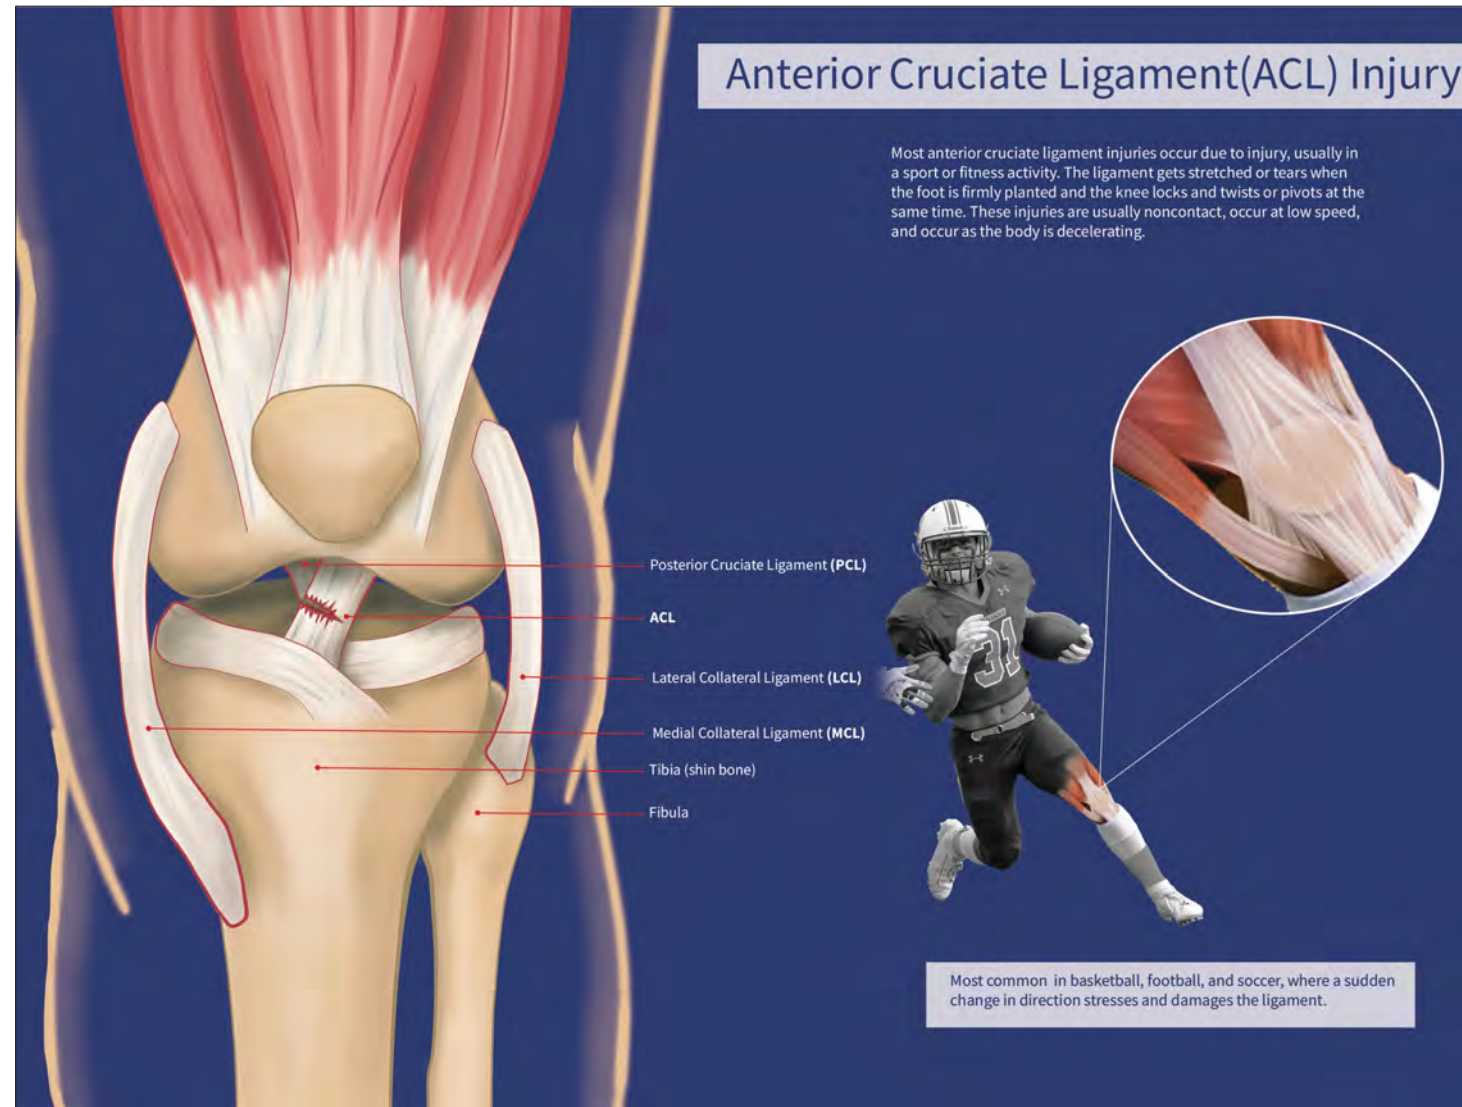 Anterior Cruciate Ligament(ACL) Injury
Most anterior cruciate ligament injuries occur due to injury, usually in
a sport or fitness activity. The ligament gets stretched or tears when
the foot is firmly planted and the knee locks and twists or pivots at the
same time. These injuries are usually noncontact, occur at low speed,
and occur as the body is decelerating.
Posterior Cruciate Ligament (PCL)
ACL
Lateral Collateral Ligament (LCL)
Medial Collateral Ligament (MCL)
Tibia (shin bone)
Fibula
31
Most common  in basketball, football, and soccer, where a sudden
change in direction stresses and damages the ligament.